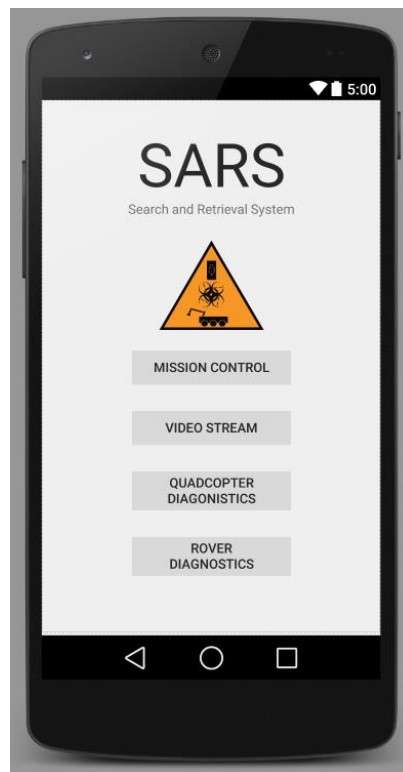 5:00
SARS
Search and Retrieval System
MISSION CONTROL
VIDEO STREAM
QUADCOPTER
DIAGONISTICS
ROVER
DIAGNOSTICS